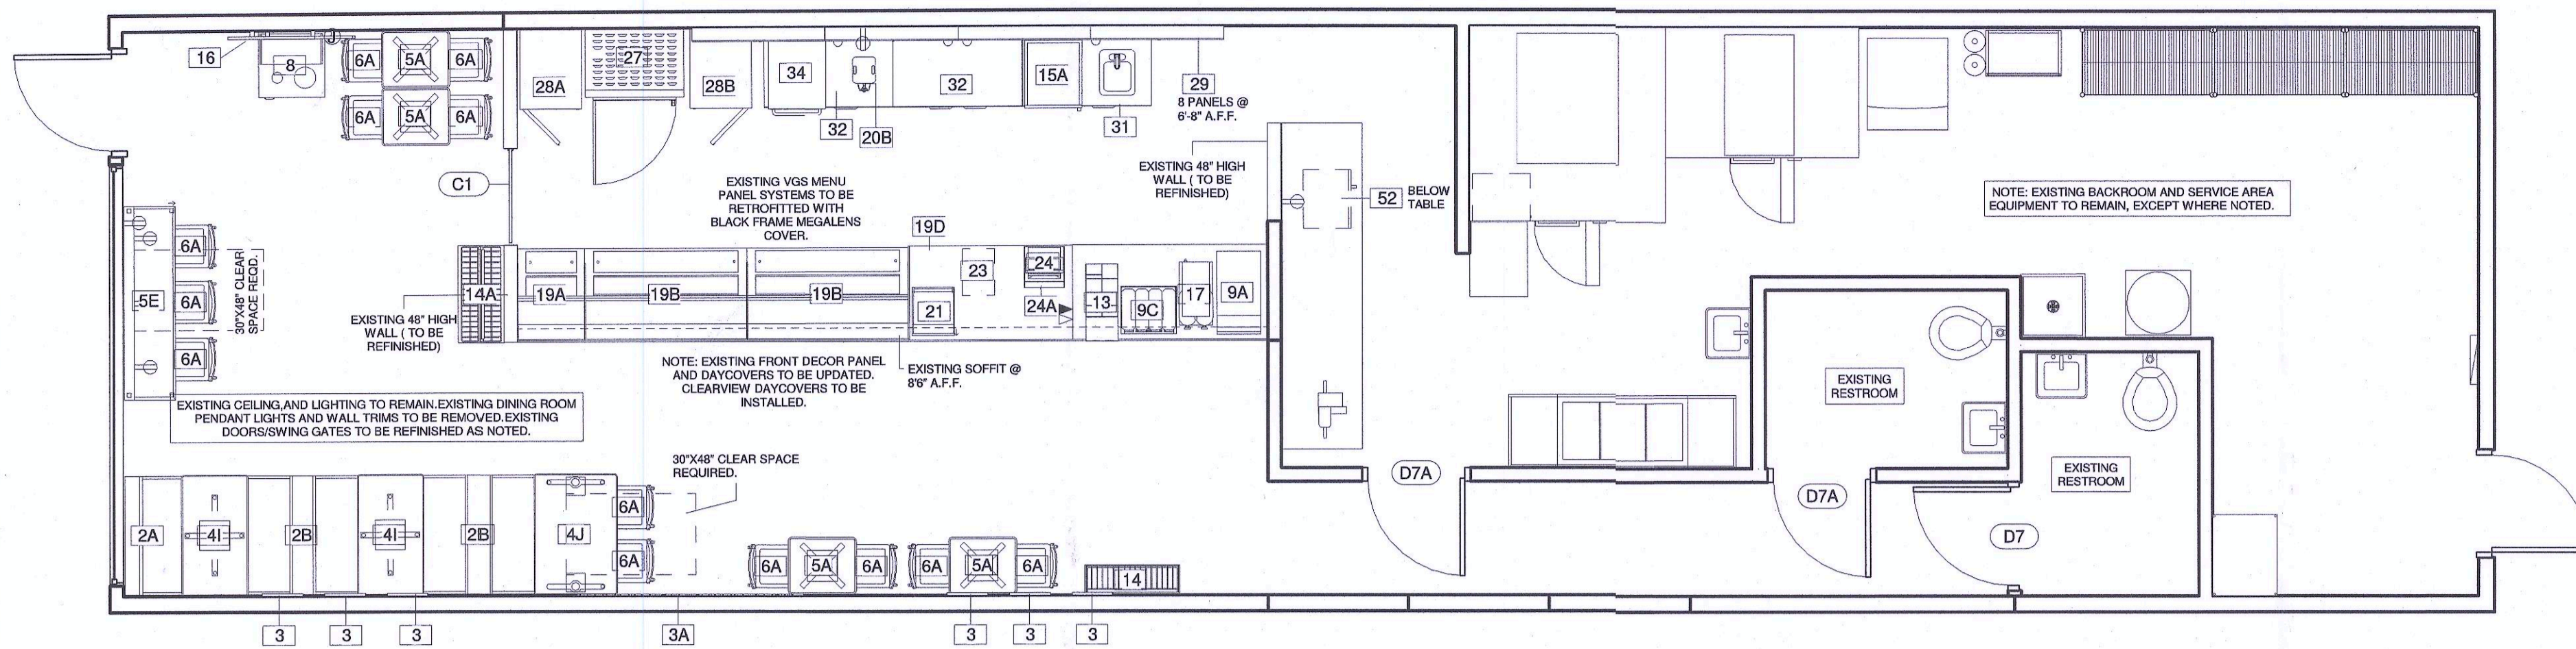 16
8
6A
5A
6A
6A
5A
6A
28A
27
28B
34
32
20B
32
15A
31
29
8 PANELS @
6'-8" A.F.F.
C1
EXISTING VGS MENU
PANEL SYSTEMS TO BE
RETROFITTED WITH
BLACK FRAME MEGALENS
COVER.
EXISTING 48" HIGH
WALL ( TO BE
REFINISHED)
52
BELOW
TABLE
NOTE: EXISTING BACKROOM AND SERVICE AREA
EQUIPMENT TO REMAIN, EXCEPT WHERE NOTED.
5E
6A
6A
6A
30"X48" CLEAR
SPACE REQD.
EXISTING 48" HIGH
WALL ( TO BE
REFINISHED)
14A
19A
19B
19B
19D
21
23
24
24A
13
9C
17
9A
NOTE: EXISTING FRONT DECOR PANEL
AND DAYCOVERS TO BE UPDATED.
CLEARVIEW DAYCOVERS TO BE
INSTALLED.
EXISTING SOFFIT @
8'6" A.F.F.
EXISTING CEILING,AND LIGHTING TO REMAIN.EXISTING DINING ROOM
PENDANT LIGHTS AND WALL TRIMS TO BE REMOVED.EXISTING
DOORS/SWING GATES TO BE REFINISHED AS NOTED.
EXISTING
RESTROOM
EXISTING
RESTROOM
30"X48" CLEAR SPACE
REQUIRED.
D7A
D7A
D7
2A
4I
2B
4I
2B
4J
6A
6A
6A
5A
6A
6A
5A
6A
14
3
3
3
3A
3
3
3